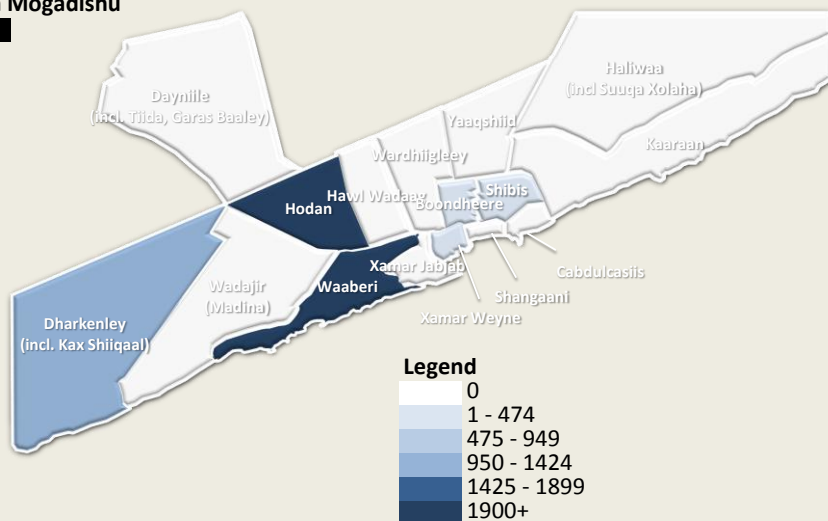 Mogadishu
Dayniile
(incl. Tiida, Garas Baaley)
Haliwaa
(incl Suuqa Xolaha)
Yaaqshiid
Kaaraan
Wardhiigleey
Hawl Wadaag
Shibis
Boondheere
Hodan
Xamar Jabjab
Cabdulcasiis
Wadajir
(Madina)
Waaberi
Shangaani
Xamar Weyne
Dharkenley
(incl. Kax Shiiqaal)
Legend
0
1 - 474
475 - 949
950 - 1424
1425 - 1899
1900+